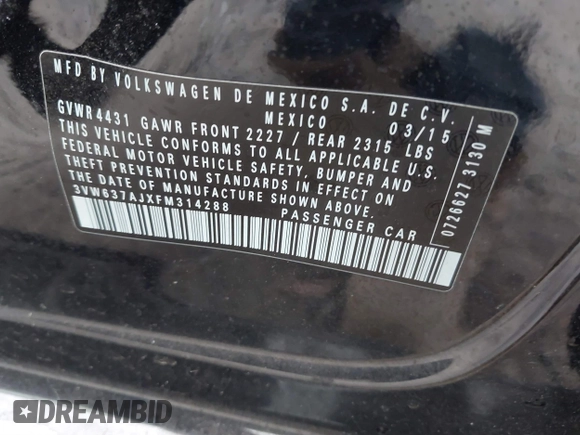 MFD BY VOLKSWAGEN DE MEXICO S.A. DE C.V.
MEXICO 03/15
GVWR4431 GAWR FRONT 2227 / REAR 2315 LBS
THIS VEHICLE CONFORMS TO ALL APPLICABLE U.S.
FEDERAL MOTOR VEHICLE SAFETY, BUMPER AND
THEFT PREVENTION STANDARDS IN EFFECT ON
THE DATE OF MANUFACTURE SHOWN ABOVE.
3VW637AJXFM314288 PASSENGER CAR
0726627 3130 M
DREAMBID